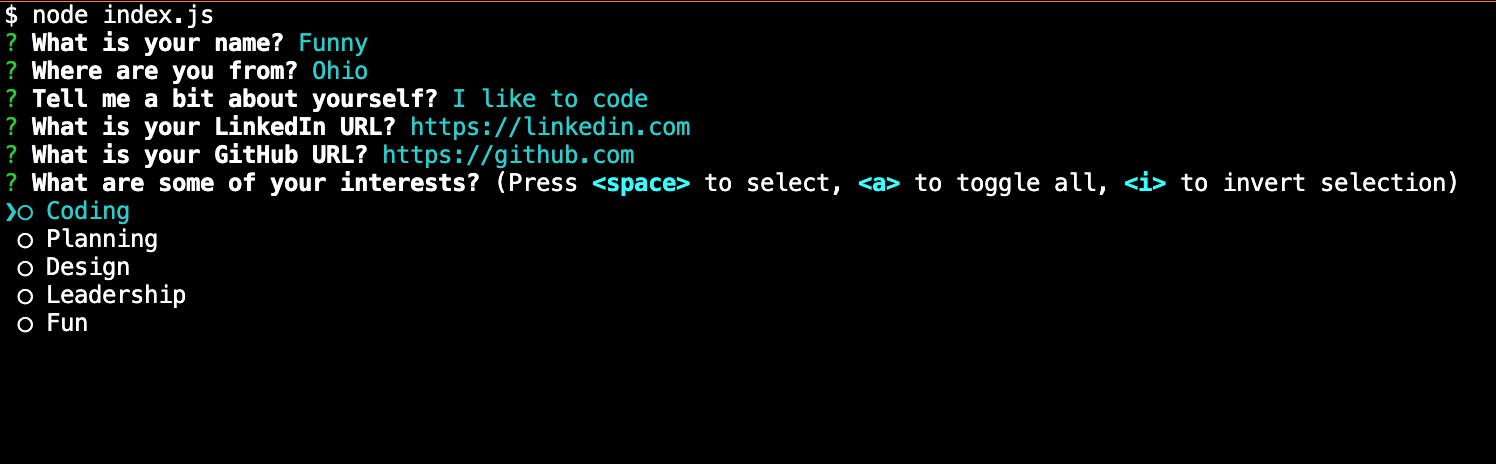 $ node index.js
? What is your name? Funny
? Where are you from? Ohio
? Tell me a bit about yourself? I like to code
? What is your LinkedIn URL? https://linkedin.com
? What is your GitHub URL? https://github.com
? What are some of your interests? (Press <space> to select, <a> to toggle all, <i> to invert selection)
❯◯ Coding
◯ Planning
◯ Design
◯ Leadership
◯ Fun